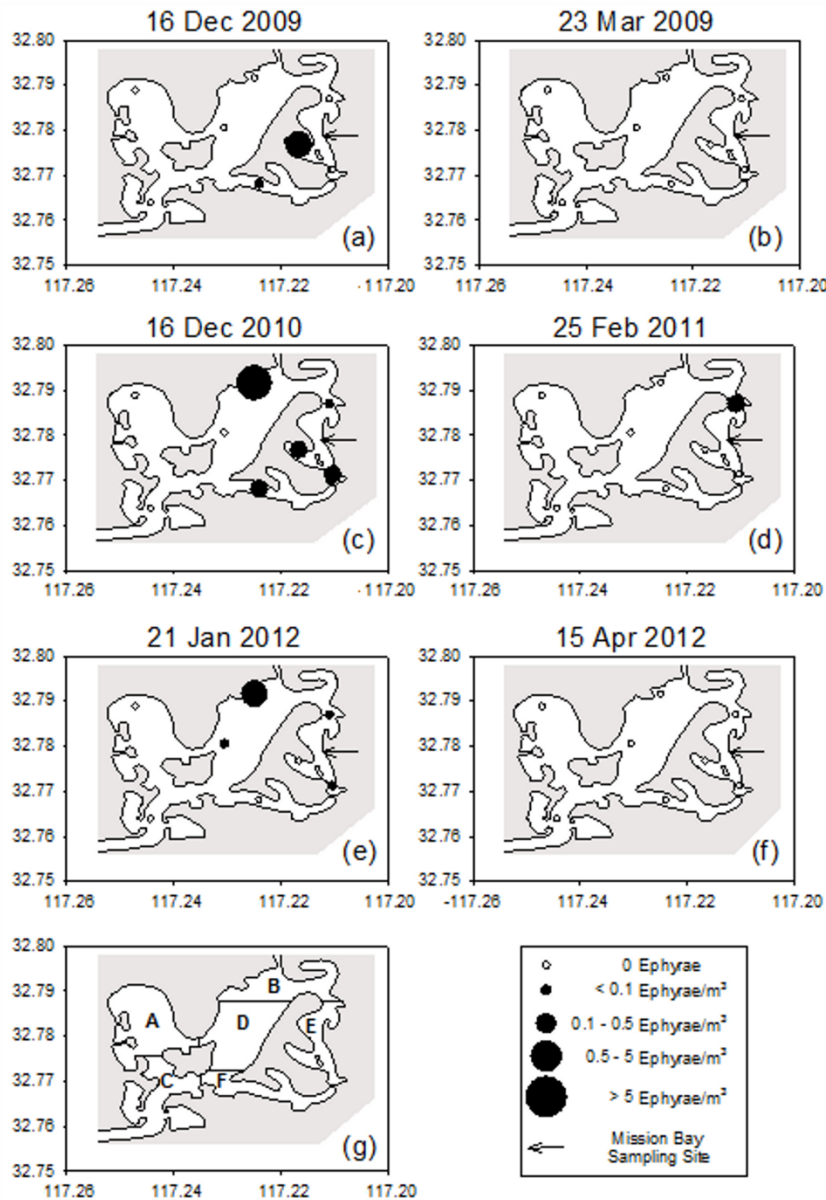 16 Dec 2009
23 Mar 2009
32.80
32.79
32.78
32.77
32.76
32.75
(a)
117.26
117.24
117.22
117.20
32.80
32.79
32.78
32.77
32.76
32.75
(b)
117.26
117.24
117.22
117.20
16 Dec 2010
25 Feb 2011
32.80
32.79
32.78
32.77
32.76
32.75
(c)
117.26
117.24
117.22
117.20
32.80
32.79
32.78
32.77
32.76
32.75
(d)
117.26
117.24
117.22
117.20
21 Jan 2012
15 Apr 2012
32.80
32.79
32.78
32.77
32.76
32.75
(e)
117.26
117.24
117.22
117.20
32.80
32.79
32.78
32.77
32.76
32.75
(f)
-117.26
117.24
117.22
117.20
32.80
32.79
32.78
32.77
32.76
32.75
A
B
D
E
C
F
(g)
117.26
117.24
117.22
117.20
0 Ephyrae
< 0.1 Ephyrae/m³
0.1 - 0.5 Ephyrae/m³
0.5 - 5 Ephyrae/m³
> 5 Ephyrae/m³
Mission Bay
Sampling Site